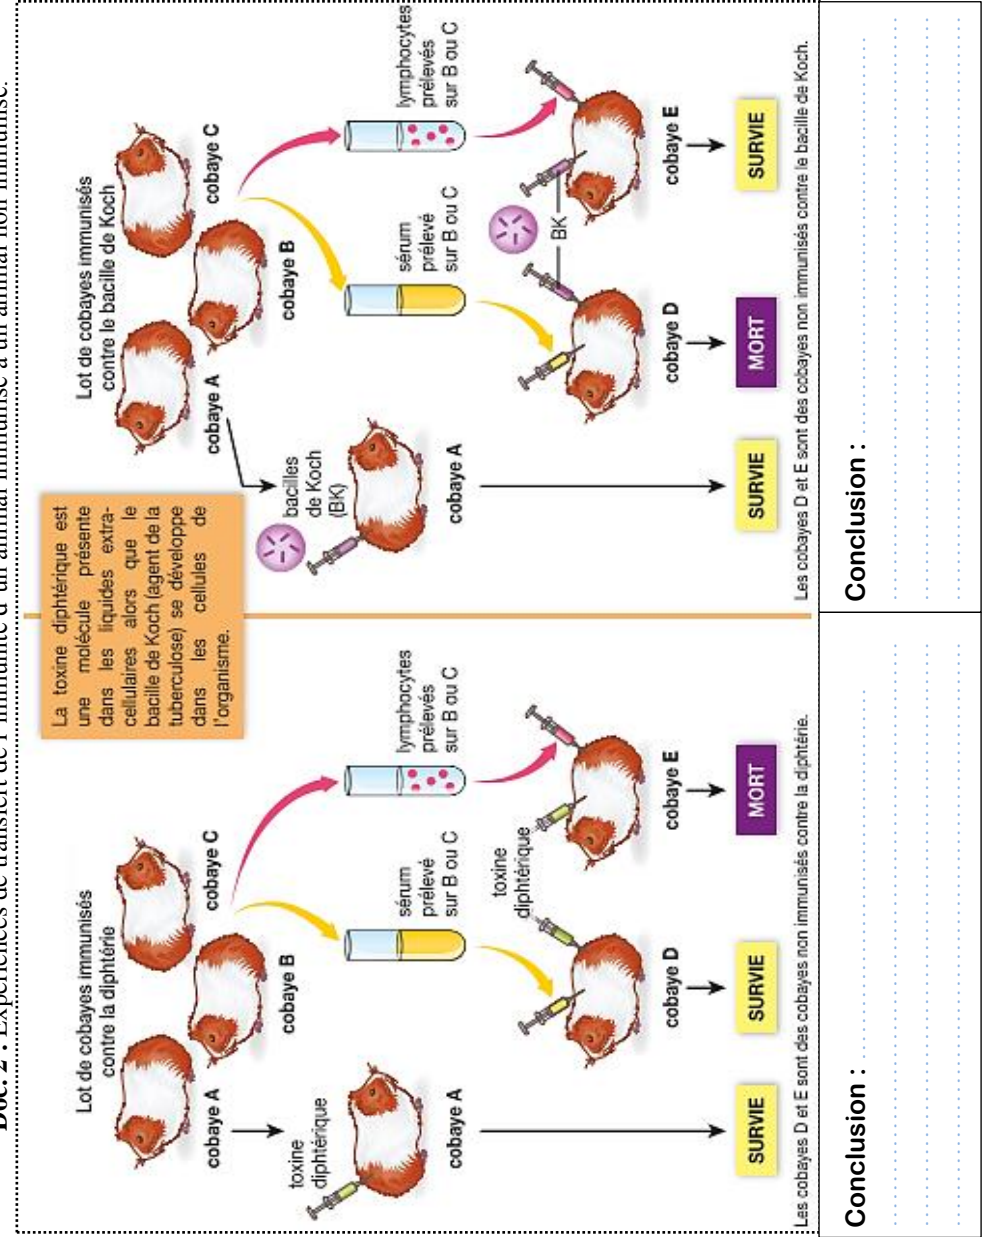 Doc. 2 : Expériences de transfert de l'immunité d'un animal immunisé à un animal non immunisé.
Lot de cobayes immunisés
contre la diphtérie
cobaye A
cobaye B
cobaye C
toxine
diphtérique
cobaye A
sérum
prélevé
sur B ou C
lymphocytes
prélevés
sur B ou C
toxine
diphtérique
cobaye D
cobaye E
SURVIE
SURVIE
MORT
Les cobayes D et E sont des cobayes non immunisés contre la diphtérie.
La toxine diphtérique est
une molécule présente
dans les liquides extra-
cellulaires alors que le
bacille de Koch (agent de la
tuberculose) se développe
dans les cellules de
l'organisme.
Lot de cobayes immunisés
contre le bacille de Koch
cobaye A
cobaye B
cobaye C
bacilles
de Koch
(BK)
cobaye A
sérum
prélevé
sur B ou C
lymphocytes
prélevés
sur B ou C
BK
cobaye D
cobaye E
SURVIE
MORT
SURVIE
Les cobayes D et E sont des cobayes non immunisés contre le bacille de Koch.
Conclusion :
Conclusion :